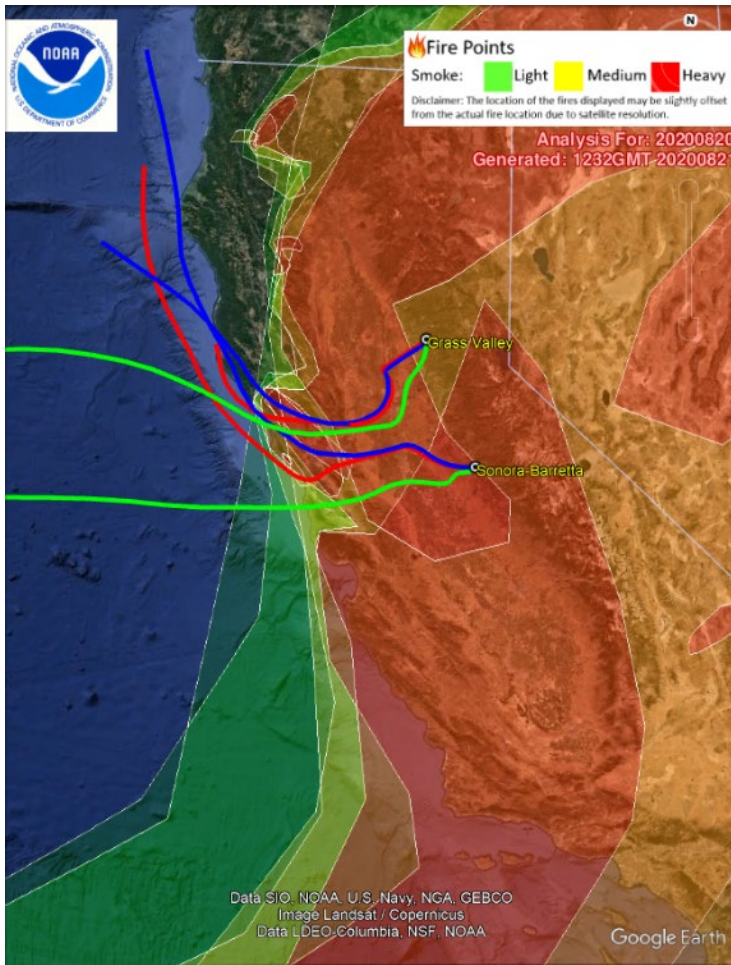 NATIONAL OCEANIC AND ATMOSPHERIC ADMINISTRATION
NOAA
U.S. DEPARTMENT OF COMMERCE
N
Fire Points
Smoke: Light Medium Heavy
Disclaimer: The location of the fires displayed may be slightly offset
from the actual fire location due to satellite resolution.
Analysis For: 20200820
Generated: 1232GMT 20200821
Grass Valley
Sonora-Barretta
Data SIO, NOAA, U.S. Navy, NGA, GEBCO
Image Landsat / Copernicus
Data LDEO-Columbia, NSF, NOAA
Google Earth